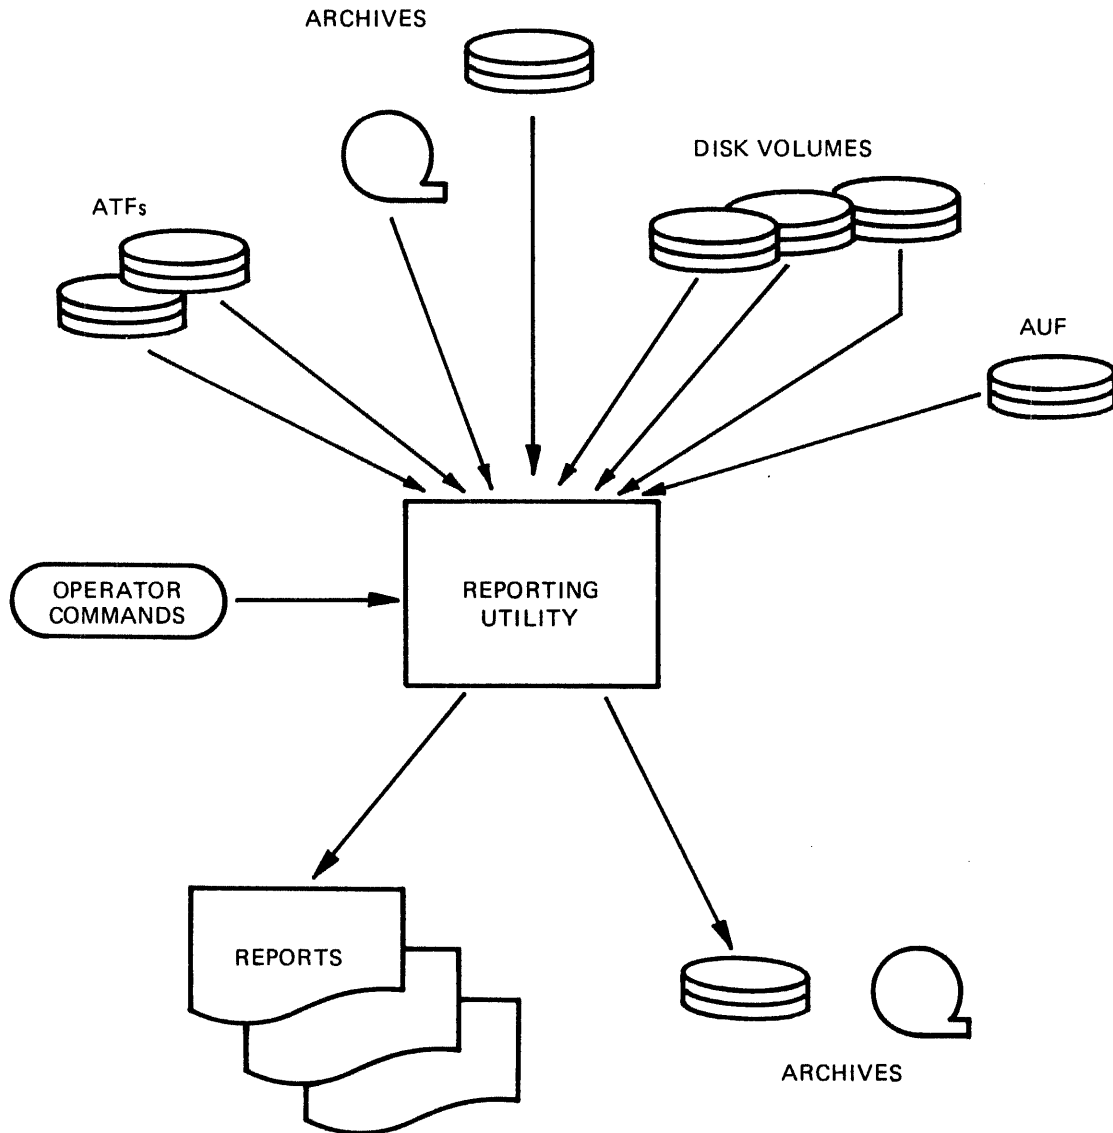 ARCHIVES
DISK VOLUMES
ATFs
AUF
OPERATOR
COMMANDS
REPORTING
UTILITY
REPORTS
ARCHIVES